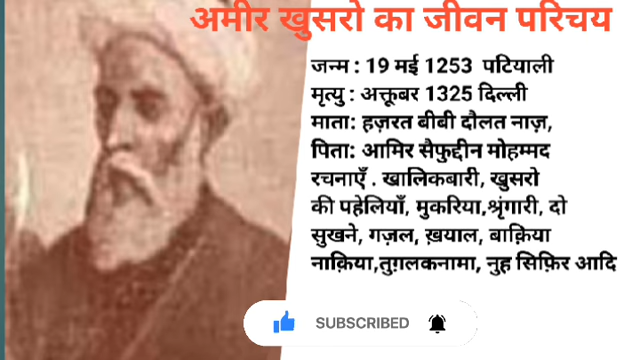 अमीर खुसरो का जीवन परिचय
जन्म : 19 मई 1253 पटियाली
मृत्यु : अक्तूबर 1325 दिल्ली
माता: हज़रत बीबी दौलत नाज़,
पिता: आमिर सैफुद्दीन मोहम्मद
रचनाएँ . खालिकबारी, खुसरो
की पहेलियाँ, मुकरिया,श्रृंगारी, दो
सुखने, गज़ल, ख़याल, बाक़िया
नाक़िया,तुग़लकनामा, नुह सिफ़िर आदि
SUBSCRIBED